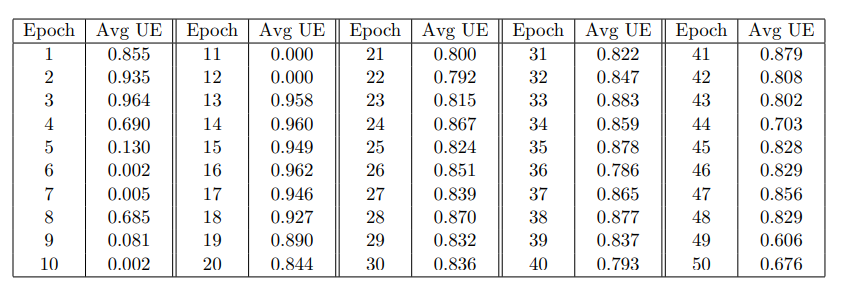 Epoch Avg UE Epoch Avg UE Epoch Avg UE Epoch Avg UE Epoch Avg UE
1 0.855 11 0.000 21 0.800 31 0.822 41 0.879
2 0.935 12 0.000 22 0.792 32 0.847 42 0.808
3 0.964 13 0.958 23 0.815 33 0.883 43 0.802
4 0.690 14 0.960 24 0.867 34 0.859 44 0.703
5 0.130 15 0.949 25 0.824 35 0.878 45 0.828
6 0.002 16 0.962 26 0.851 36 0.786 46 0.829
7 0.005 17 0.946 27 0.839 37 0.865 47 0.856
8 0.685 18 0.927 28 0.870 38 0.877 48 0.829
9 0.081 19 0.890 29 0.832 39 0.837 49 0.606
10 0.002 20 0.844 30 0.836 40 0.793 50 0.676